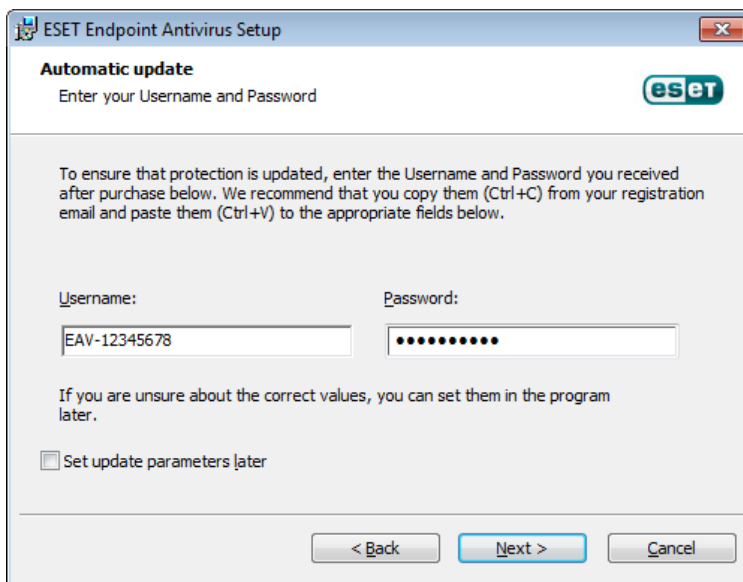 ESET Endpoint Antivirus Setup
Automatic update
Enter your Username and Password
eseT
To ensure that protection is updated, enter the Username and Password you received
after purchase below. We recommend that you copy them (Ctrl+C) from your registration
email and paste them (Ctrl+V) to the appropriate fields below.
Username: Password:
EAV-12345678 ●●●●●●●●●●
If you are unsure about the correct values, you can set them in the program
later.
Set update parameters later
< Back Next > Cancel